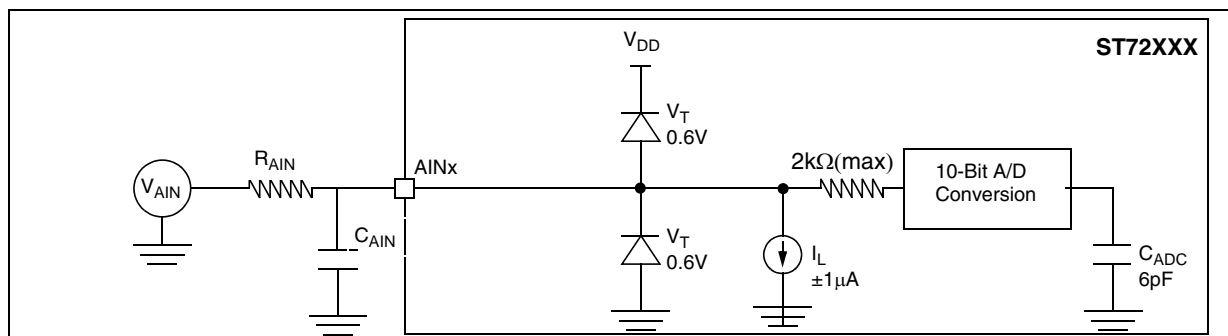 ST72XXX
V_DD
V_T
0.6V
R_AIN
AINx
2kΩ(max)
10-Bit A/D
Conversion
V_AIN
C_AIN
V_T
0.6V
I_L
±1μA
C_ADC
6pF